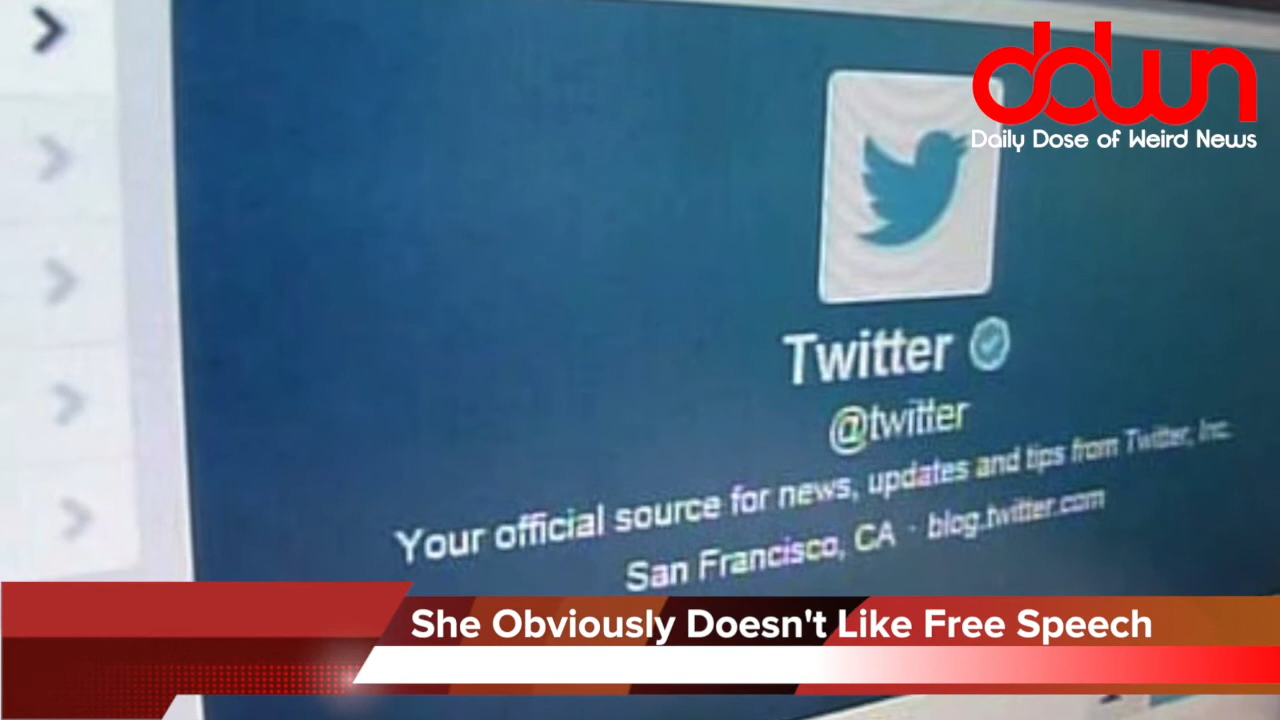 ddwn
Daily Dose of Weird News
Twitter
@twitter
Your official source for news, updates and tips from Twitter, Inc.
San Francisco, CA · blog.twitter.com
She Obviously Doesn't Like Free Speech